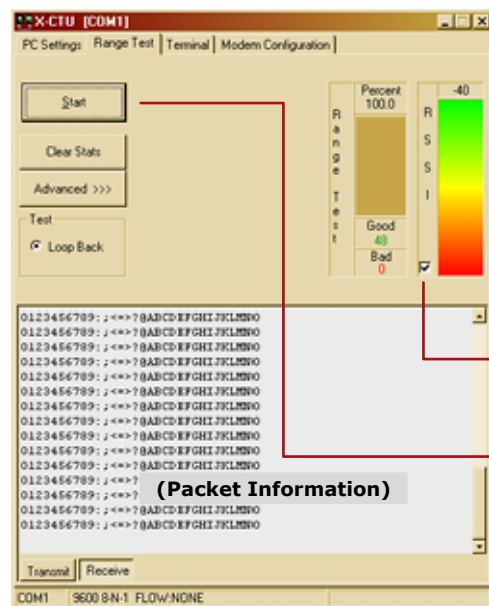 X-CTU [COM1]
PC Settings Range Test Terminal Modem Configuration
Start
Clear Stats
Advanced >>>
Test
Loop Back
Range Test
Percent
100.0
Good
48
Bad
0
RSSI
-40
0123456789:;<=>?@ABCDEFGHIJKLMNO
0123456789:;<=>?@ABCDEFGHIJKLMNO
0123456789:;<=>?@ABCDEFGHIJKLMNO
0123456789:;<=>?@ABCDEFGHIJKLMNO
0123456789:;<=>?@ABCDEFGHIJKLMNO
0123456789:;<=>?@ABCDEFGHIJKLMNO
0123456789:;<=>?@ABCDEFGHIJKLMNO
0123456789:;<=>?@ABCDEFGHIJKLMNO
0123456789:;<=>?@ABCDEFGHIJKLMNO
0123456789:;<=>?@ABCDEFGHIJKLMNO
0123456789:;<=>?@ABCDEFGHIJKLMNO
0123456789:;<=>?
(Packet Information)
0123456789:;<=>?
0123456789:;<=>?@ABCDEFGHIJKLMNO
0123456789:;<=>?@ABCDEFGHIJKLMNO
Transmit Receive
COM1 9600 8-N-1 FLOW:NONE